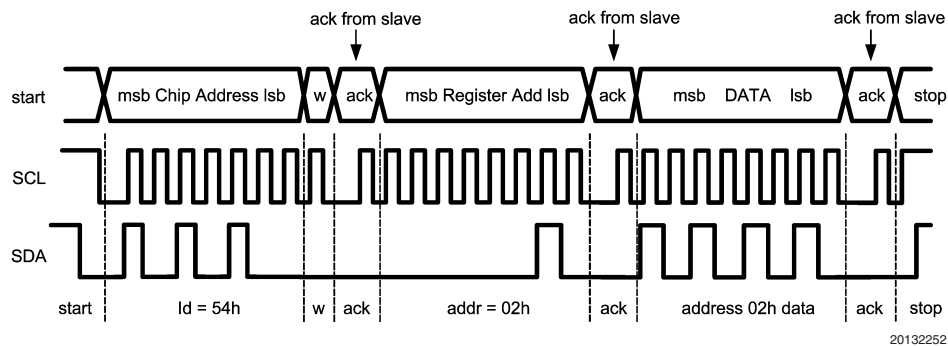 ack from slave ack from slave ack from slave
start msb Chip Address lsb w ack msb Register Add lsb ack msb DATA lsb ack stop
SCL
SDA
start Id = 54h w ack addr = 02h ack address 02h data ack stop
20132252